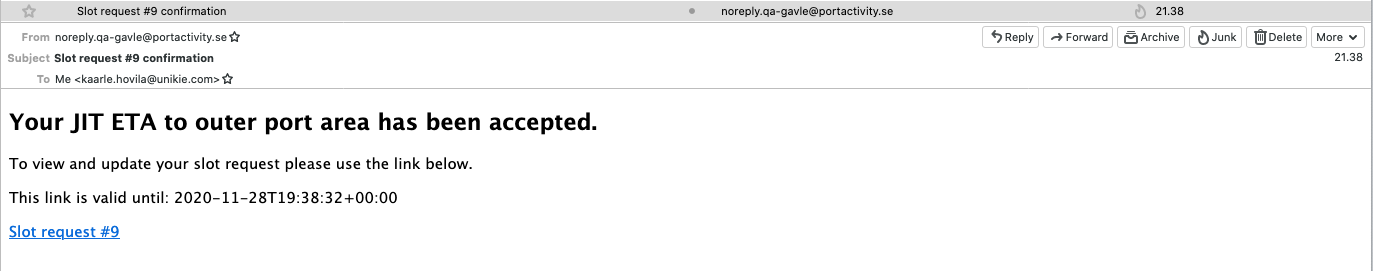 Slot request #9 confirmation noreply.qa-gavle@portactivity.se 21.38
From noreply.qa-gavle@portactivity.se Reply Forward Archive Junk Delete More
Subject Slot request #9 confirmation 21.38
To Me <kaarle.hovila@unikie.com>
Your JIT ETA to outer port area has been accepted.
To view and update your slot request please use the link below.
This link is valid until: 2020-11-28T19:38:32+00:00
Slot request #9